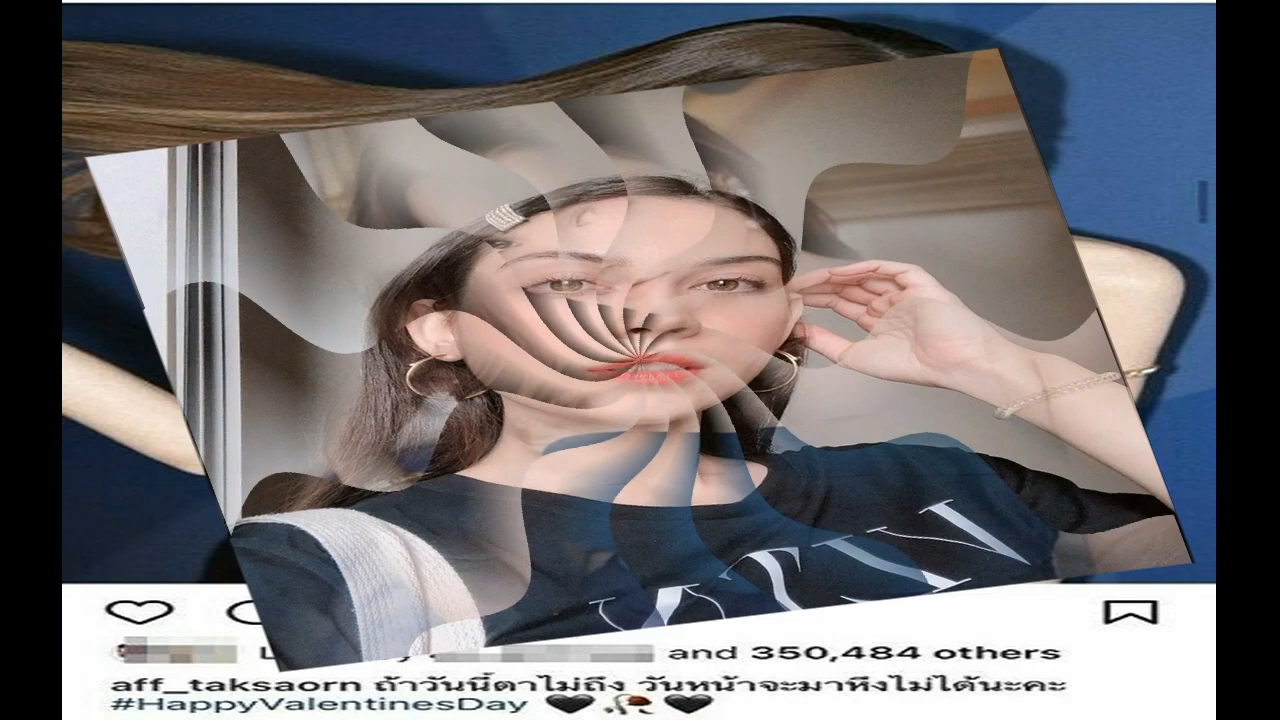 and 350,484 others
aff_taksaorn ถ้าวันนี้ตาไม่ถึง วันหน้าจะมาหึงไม่ได้นะคะ
#HappyValentinesDay 🖤🥀🖤